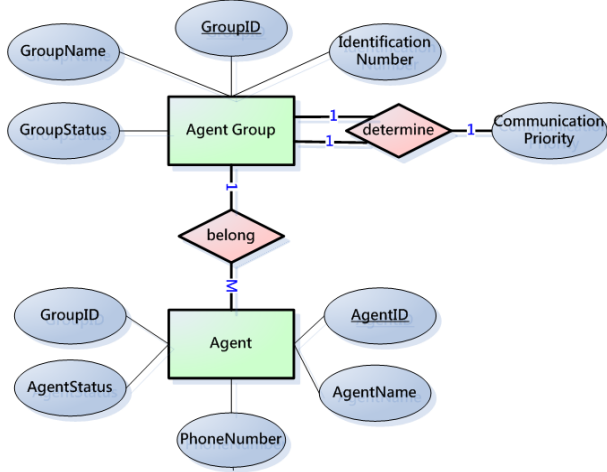 GroupID
GroupName
Identification
Number
GroupStatus
Agent Group
1
1
determine
1
Communication
Priority
1
belong
M
GroupID
Agent
AgentID
AgentStatus
AgentName
PhoneNumber